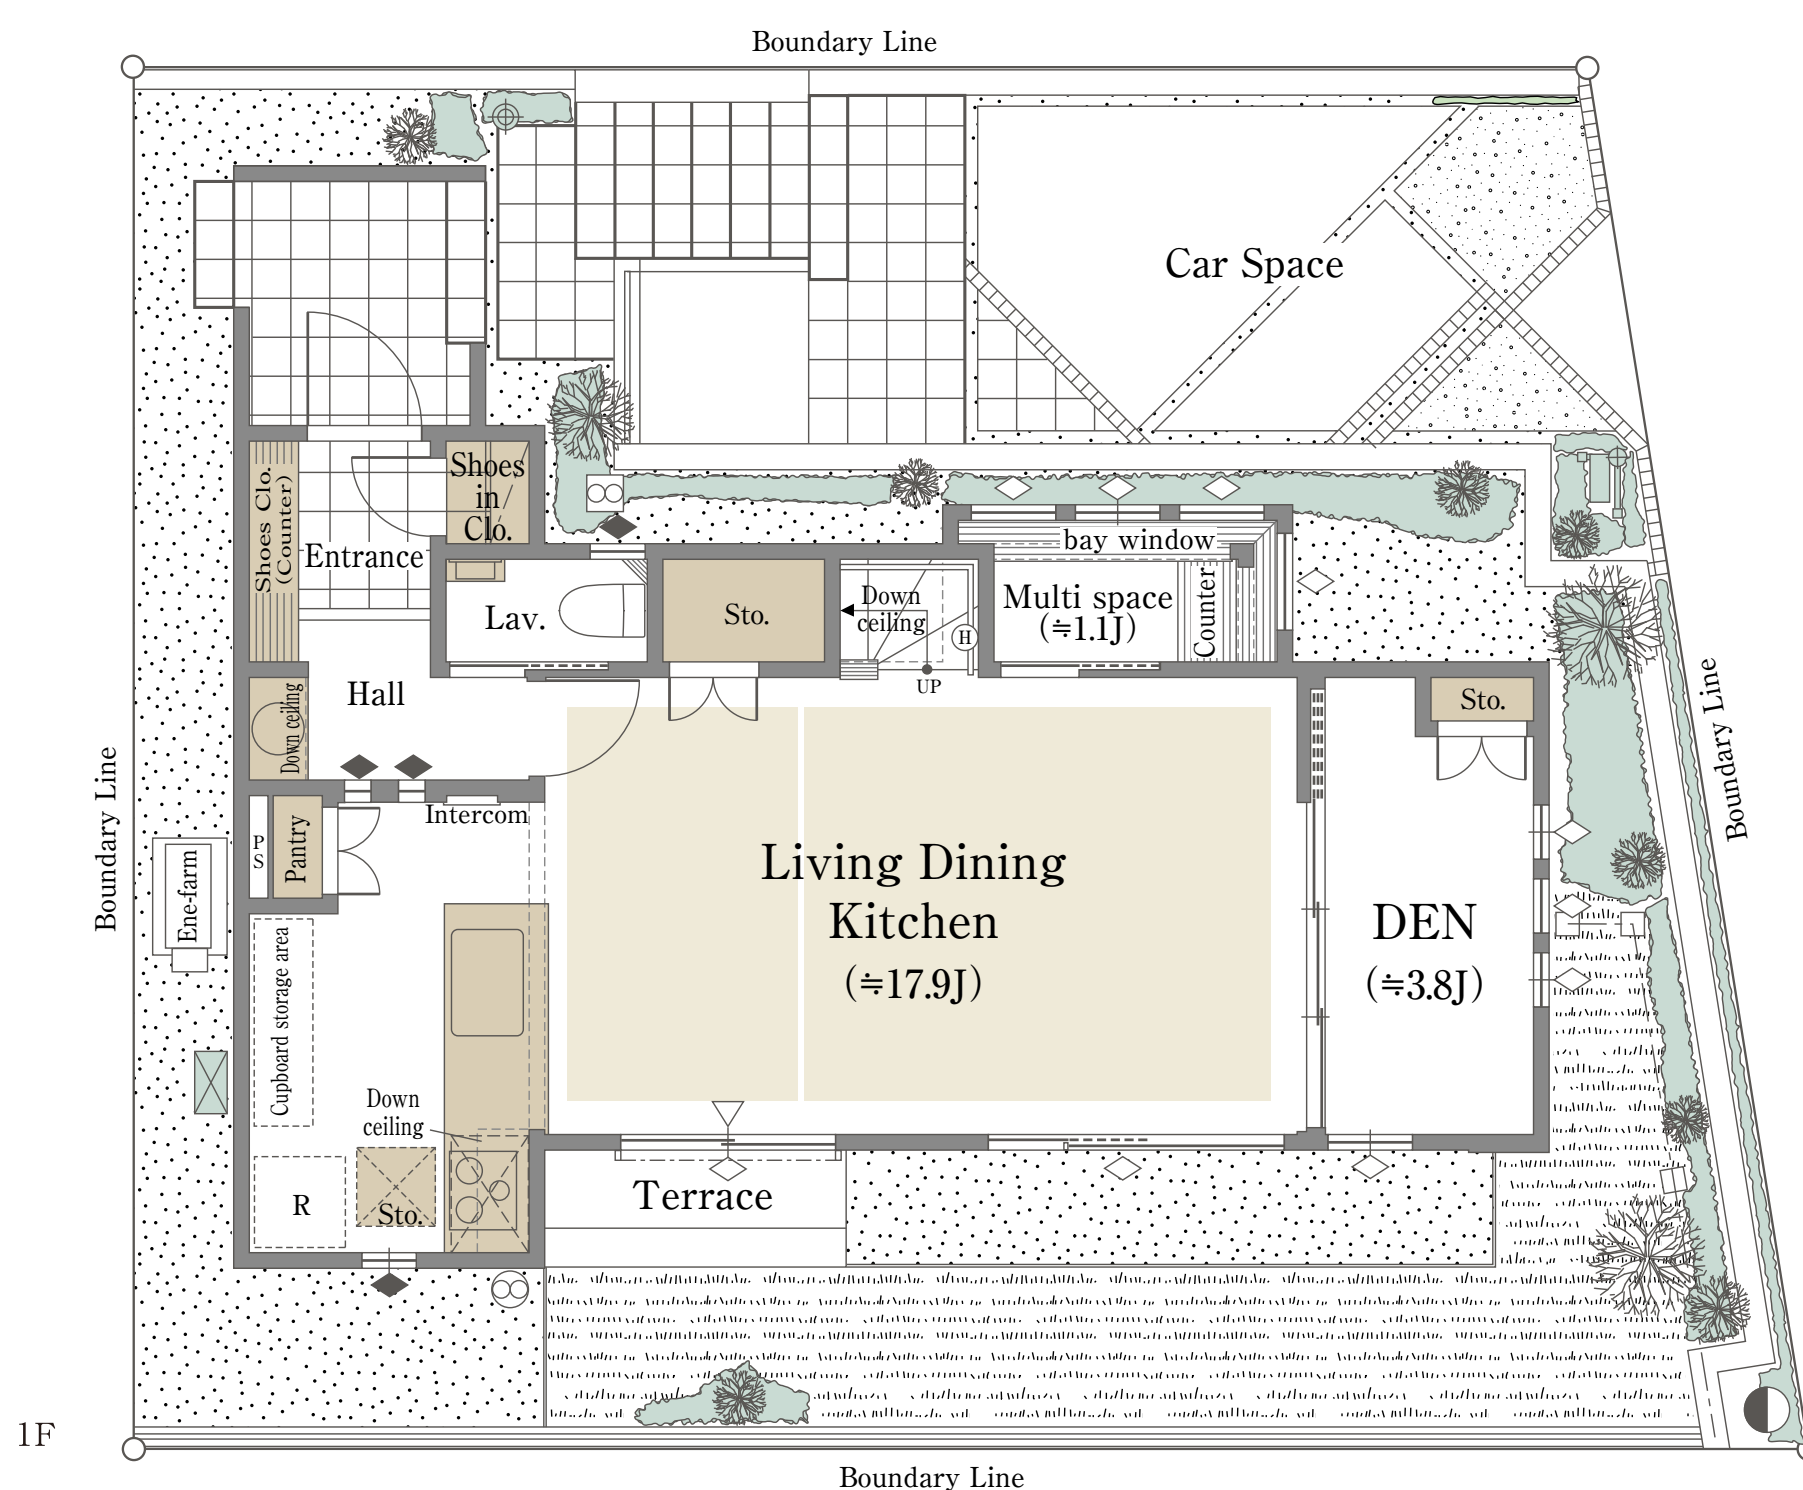 Boundary Line
Car Space
Shoes Clo.
(Counter)
Shoes
in
Clo.
Entrance
bay window
Lav.
Sto.
Down
ceiling
H
UP
Multi space
(≒1.1J)
Counter
Hall
Down ceiling
Sto.
Boundary Line
Boundary Line
Intercom
P
S
Pantry
Ene-farm
Living Dining
Kitchen
(≒17.9J)
DEN
(≒3.8J)
Cupboard storage area
Down
ceiling
R
Sto.
Terrace
1F
Boundary Line